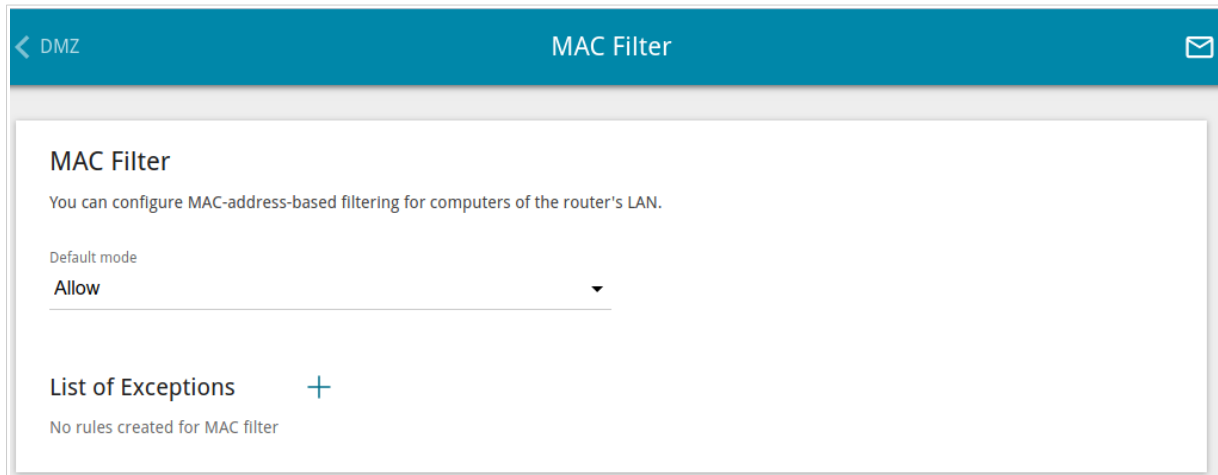 DMZ
MAC Filter
MAC Filter
You can configure MAC-address-based filtering for computers of the router's LAN.
Default mode
Allow
List of Exceptions
No rules created for MAC filter